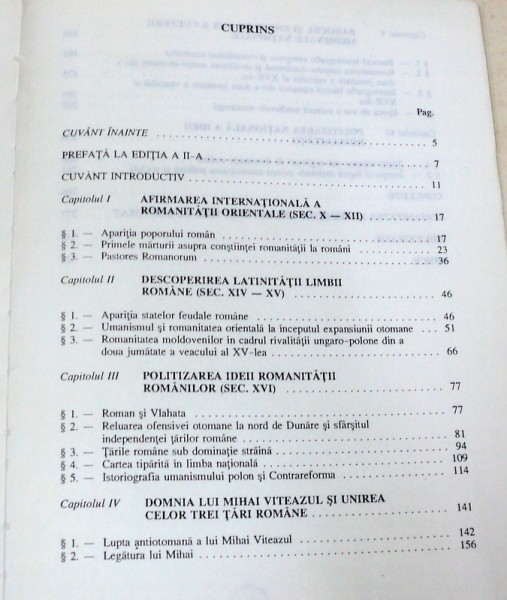 CUPRINS
Pag.
CUVÂNT ÎNAINTE ........ 5
PREFAȚĂ LA EDIȚIA A II-A ........ 7
CUVÂNT INTRODUCTIV ........ 11
Capitolul I AFIRMAREA INTERNAȚIONALĂ A
ROMANITĂȚII ORIENTALE (SEC. X — XII) ........ 17
§ 1. — Apariția poporului român ........ 17
§ 2. — Primele mărturii asupra conștiinței romanității la români ........ 23
§ 3. — Pastores Romanorum ........ 36
Capitolul II DESCOPERIREA LATINITĂȚII LIMBII
ROMÂNE (SEC. XIV — XV) ........ 46
§ 1. — Apariția statelor feudale române ........ 46
§ 2. — Umanismul și romanitatea orientală la începutul expansiunii otomane ... 51
§ 3. — Romanitatea moldovenilor în cadrul rivalității ungaro-polone din a
doua jumătate a veacului al XV-lea ........ 66
Capitolul III POLITIZAREA IDEII ROMANITĂȚII
ROMÂNILOR (SEC. XVI) ........ 77
§ 1. — Roman și Vlahata ........ 77
§ 2. — Reluarea ofensivei otomane la nord de Dunăre și sfârșitul
independenței țărilor române ........ 81
§ 3. — Țările române sub dominație străină ........ 94
§ 4. — Cartea tipărită în limba națională ........ 109
§ 5. — Istoriografia umanismului polon și Contrareforma ........ 114
Capitolul IV DOMNIA LUI MIHAI VITEAZUL ȘI UNIREA
CELOR TREI ȚĂRI ROMÂNE ........ 141
§ 1. — Lupta antiotomană a lui Mihai Viteazul ........ 142
§ 2. — Legătura lui Mihai ........ 156